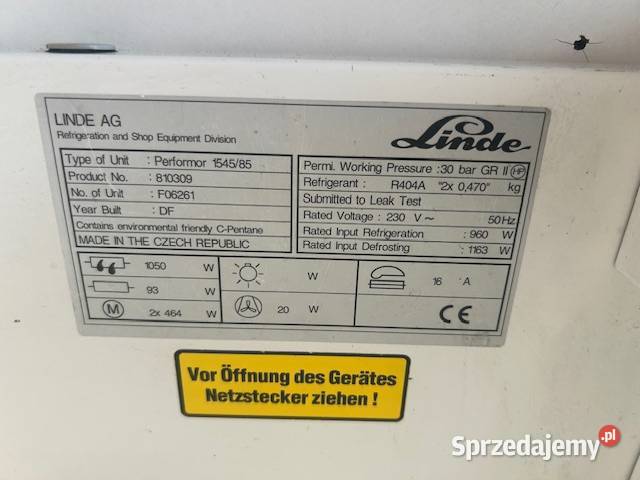 LINDE AG
Refrigeration and Shop Equipment Division
Linde
Type of Unit : Performor 1545/85
Product No. : 810309
No. of Unit : F06261
Year Built : DF
Contains environmental friendly C-Pentane
MADE IN THE CZECH REPUBLIC
Permi. Working Pressure :30 bar GR II HP
Refrigerant : R404A "2x 0,470" kg
Submitted to Leak Test
Rated Voltage : 230 V ~ 50Hz
Rated Input Refrigeration : 960 W
Rated Input Defrosting : 1163 W
1050 W
W
16 A
93 W
M 2x 464 W
20 W
CE
Vor Öffnung des Gerätes
Netzstecker ziehen !
Sprzedajemy.pl